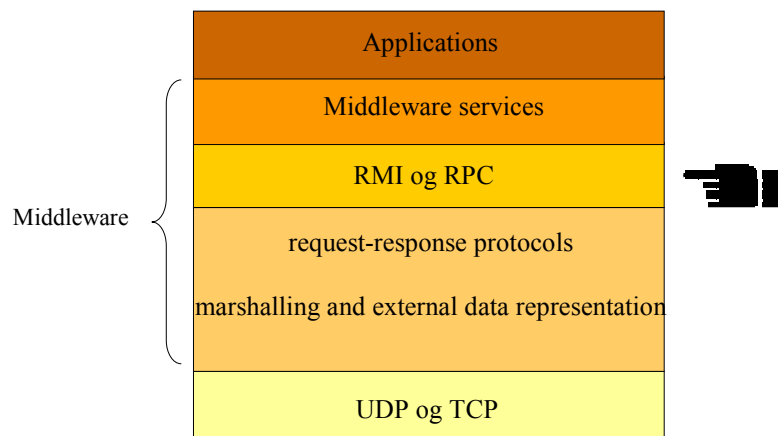 Applications
Middleware services
RMI og RPC
Middleware
request-response protocols
marshalling and external data representation
UDP og TCP